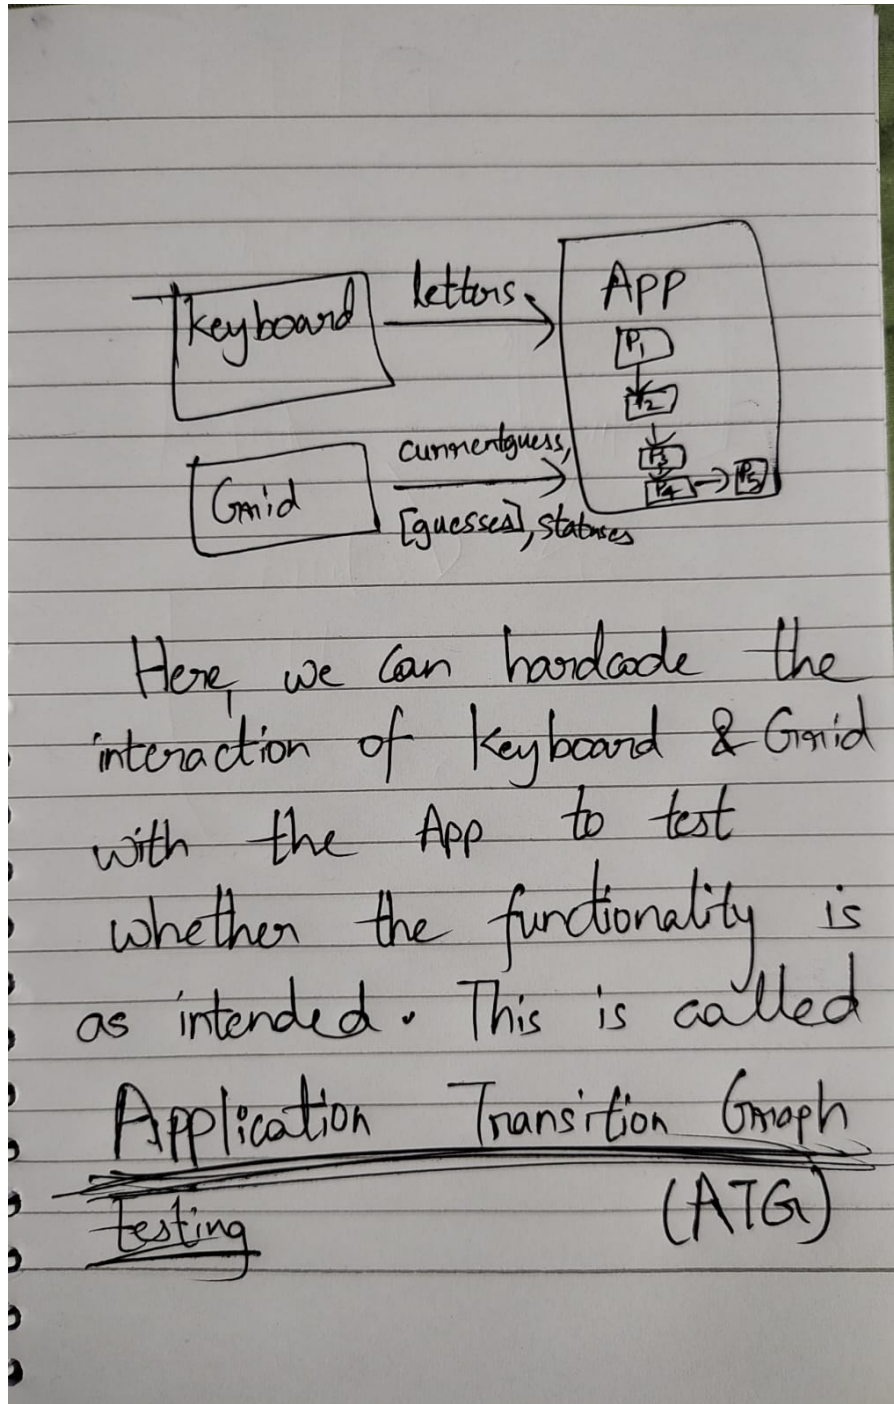 Keyboard
letters
App
P1
P2
P3
P4
P5
Grid
currentguess,
[guesses], statuses
Here, we can hardcode the
interaction of Keyboard & Grid
with the App to test
whether the functionality is
as intended. This is called
Application Transition Graph
testing (ATG)